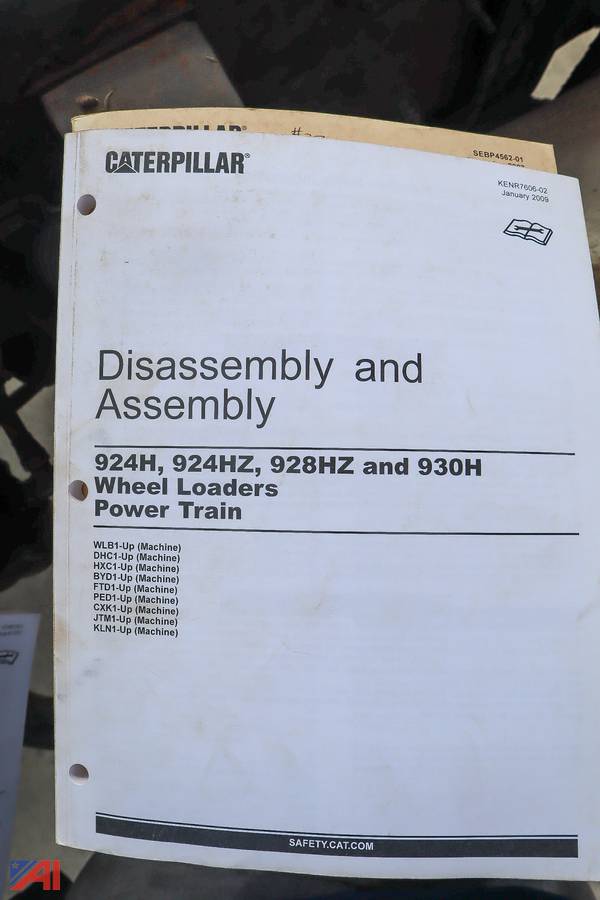 SEBP4562-01
CATERPILLAR®
KENR7606-02
January 2009
Disassembly and
Assembly
924H, 924HZ, 928HZ and 930H
Wheel Loaders
Power Train
WLB1-Up (Machine)
DHC1-Up (Machine)
HXC1-Up (Machine)
BYD1-Up (Machine)
FTD1-Up (Machine)
PED1-Up (Machine)
CXK1-Up (Machine)
JTM1-Up (Machine)
KLN1-Up (Machine)
SAFETY.CAT.COM
AI